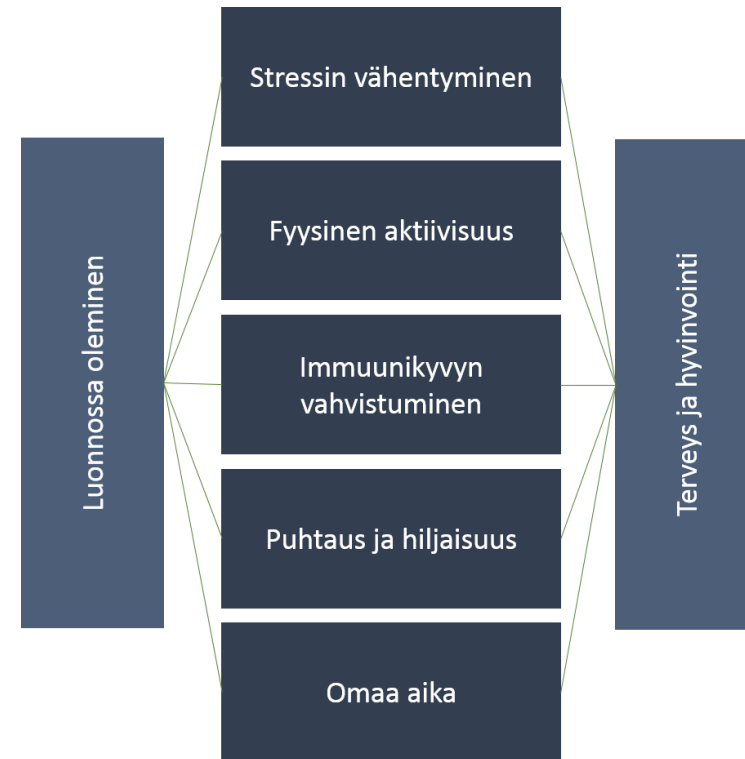 Luonnossa oleminen
Stressin vähentyminen
Fyysinen aktiivisuus
Immuunikyvyn
vahvistuminen
Puhtaus ja hiljaisuus
Omaa aika
Terveys ja hyvinvointi